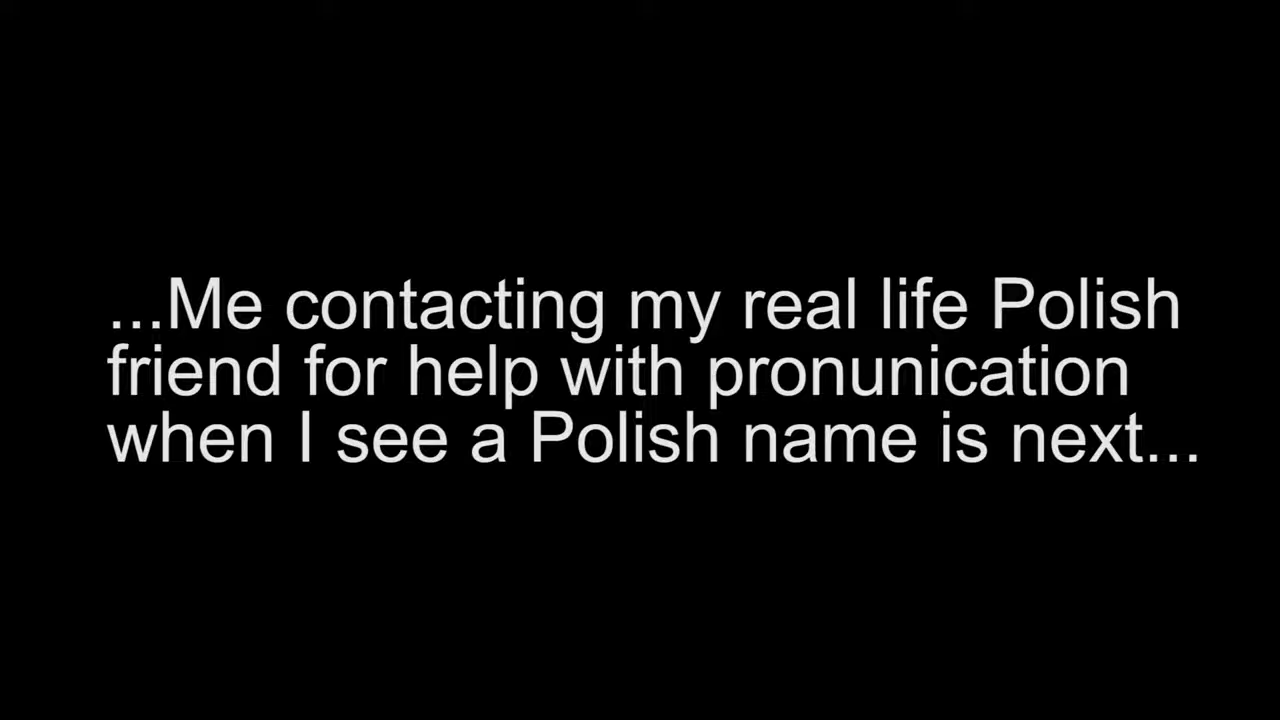 ...Me contacting my real life Polish
friend for help with pronunication
when I see a Polish name is next...